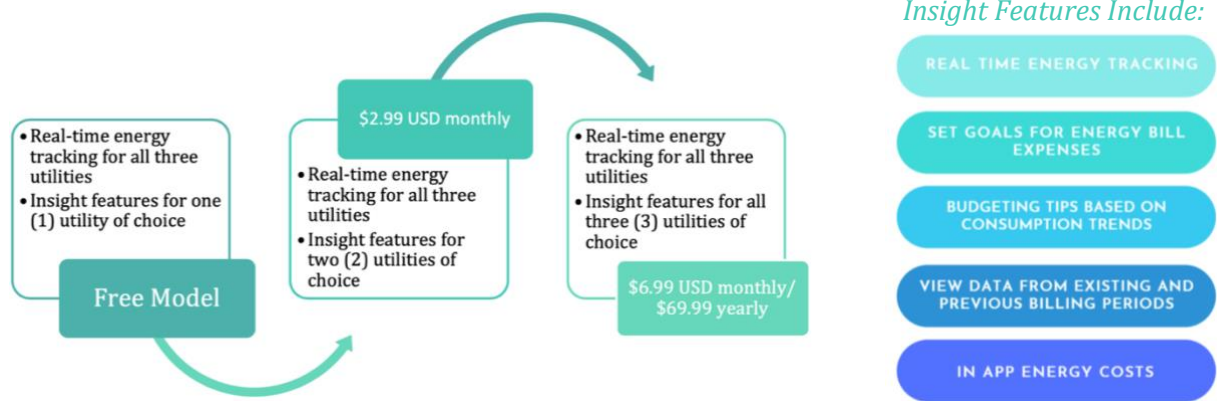 • Real-time energy
tracking for all three
utilities
• Insight features for one
(1) utility of choice
Free Model
$2.99 USD monthly
• Real-time energy
tracking for all three
utilities
• Insight features for
two (2) utilities of
choice
• Real-time energy
tracking for all three
utilities
• Insight features for all
three (3) utilities of
choice
$6.99 USD monthly/
$69.99 yearly
Insight Features Include:
REAL TIME ENERGY TRACKING
SET GOALS FOR ENERGY BILL
EXPENSES
BUDGETING TIPS BASED ON
CONSUMPTION TRENDS
VIEW DATA FROM EXISTING AND
PREVIOUS BILLING PERIODS
IN APP ENERGY COSTS